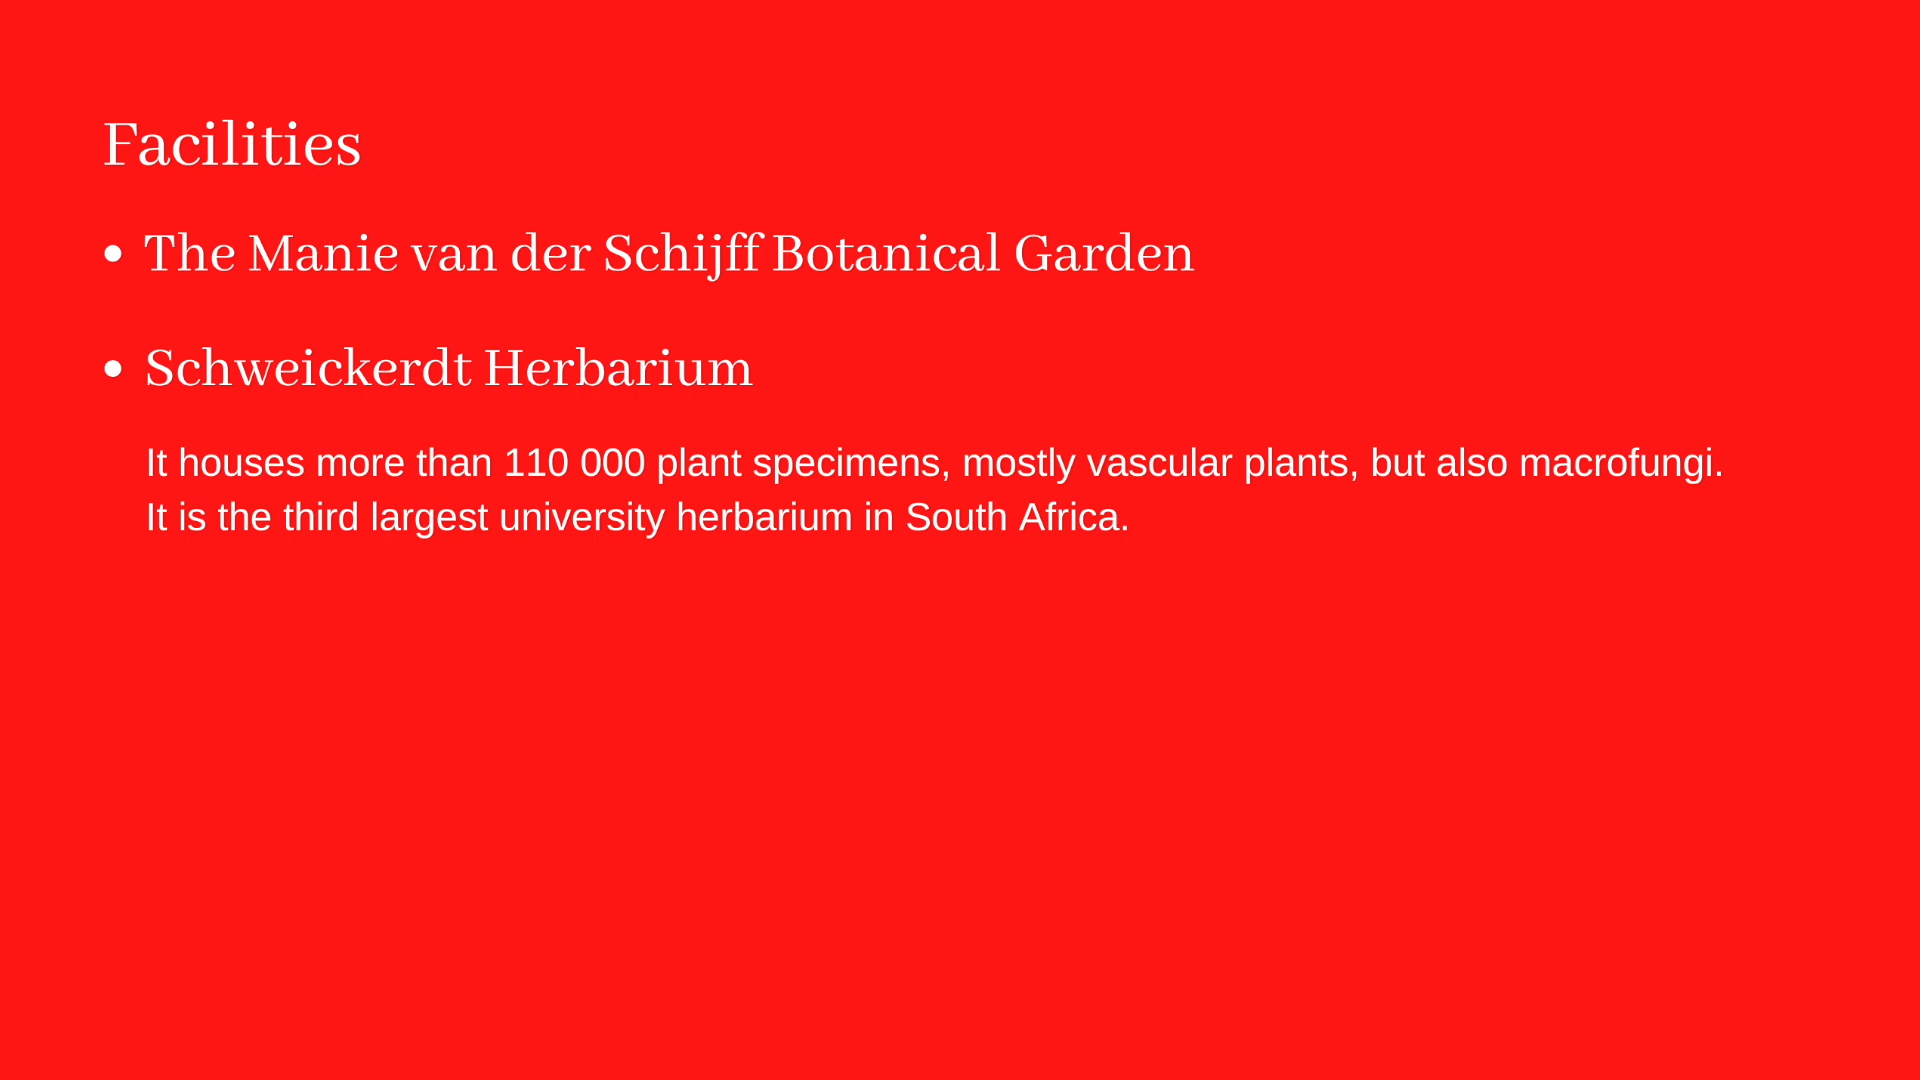 Facilities
• The Manie van der Schijff Botanical Garden
• Schweickerdt Herbarium
It houses more than 110 000 plant specimens, mostly vascular plants, but also macrofungi.
It is the third largest university herbarium in South Africa.